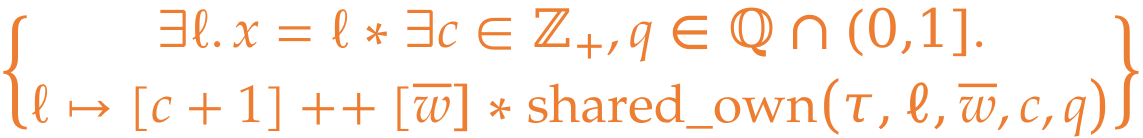 {∃ℓ. x = ℓ ∗ ∃c ∈ ℤ₊, q ∈ ℚ ∩ (0,1].
ℓ ↦ [c + 1] ++ [w̅] ∗ shared_own(τ, ℓ, w̅, c, q)}